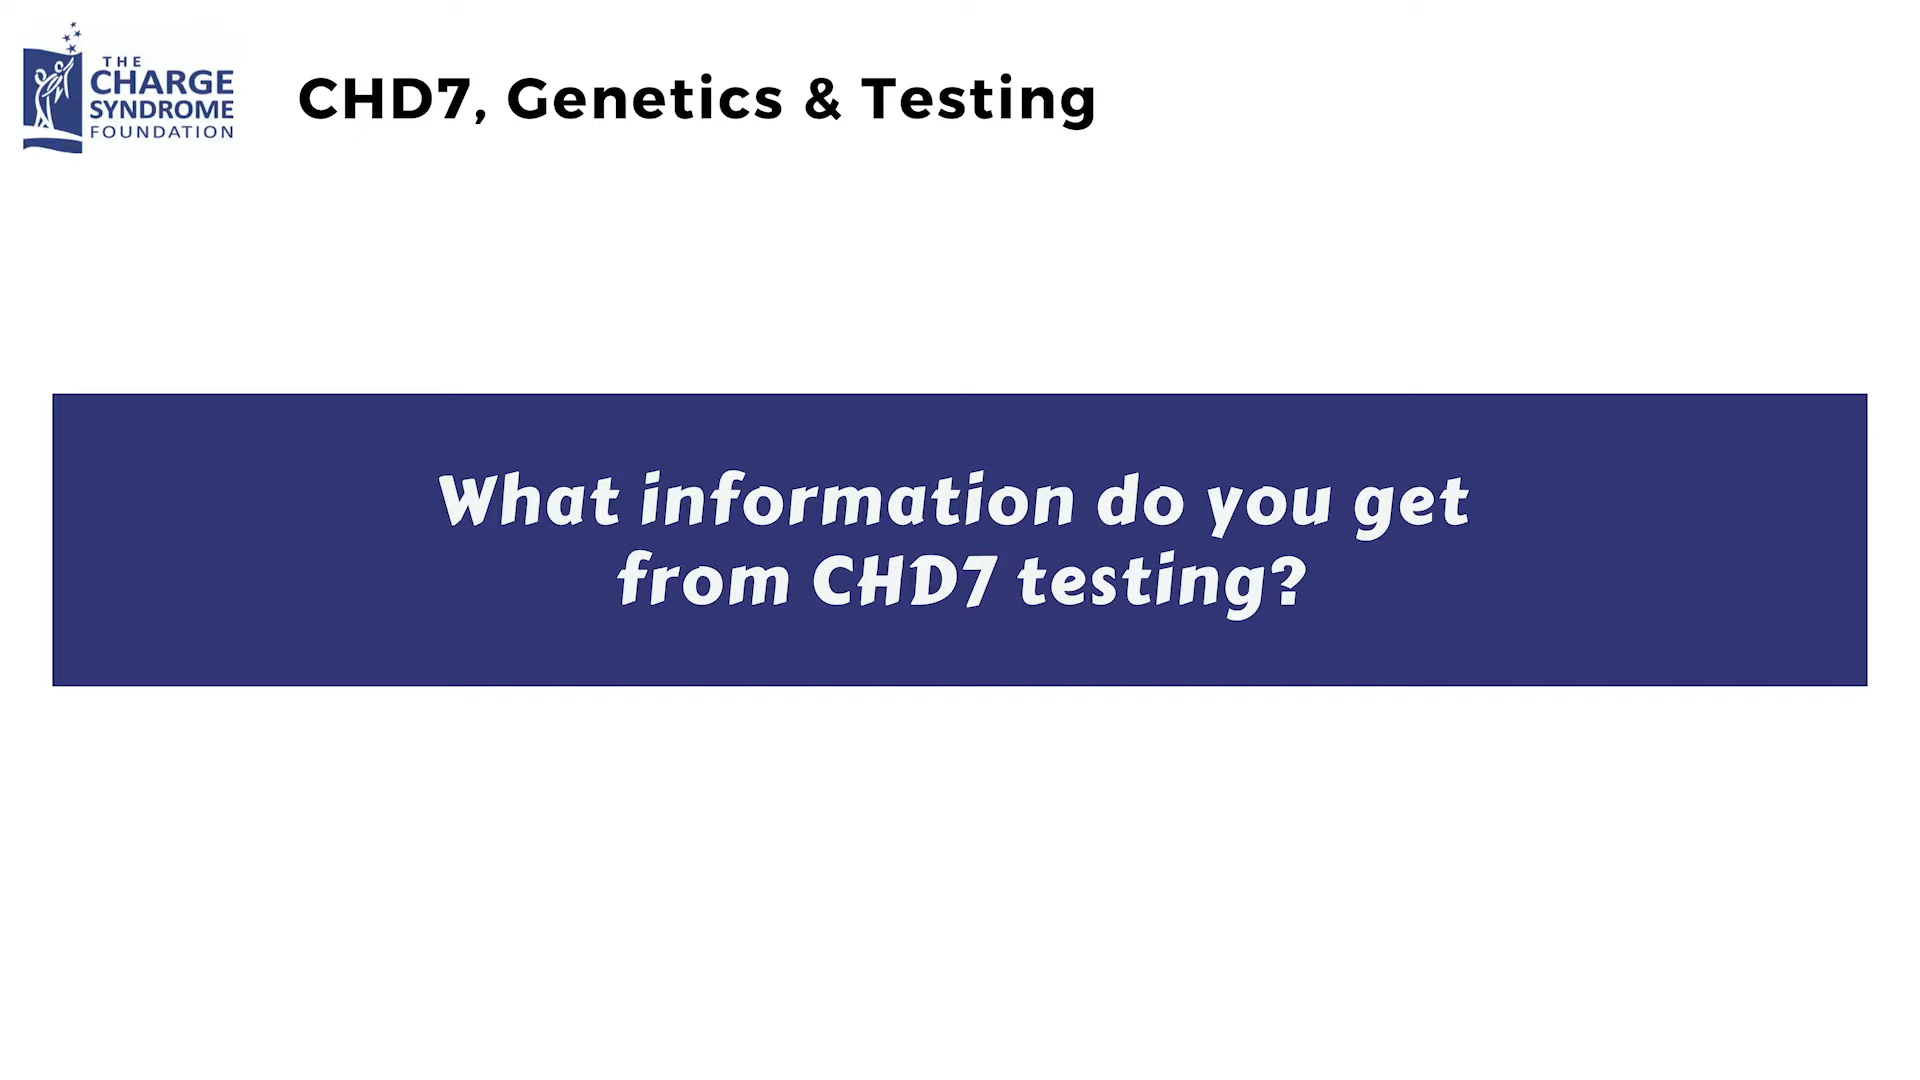 THE
CHARGE
SYNDROME
FOUNDATION
CHD7, Genetics & Testing
What information do you get
from CHD7 testing?